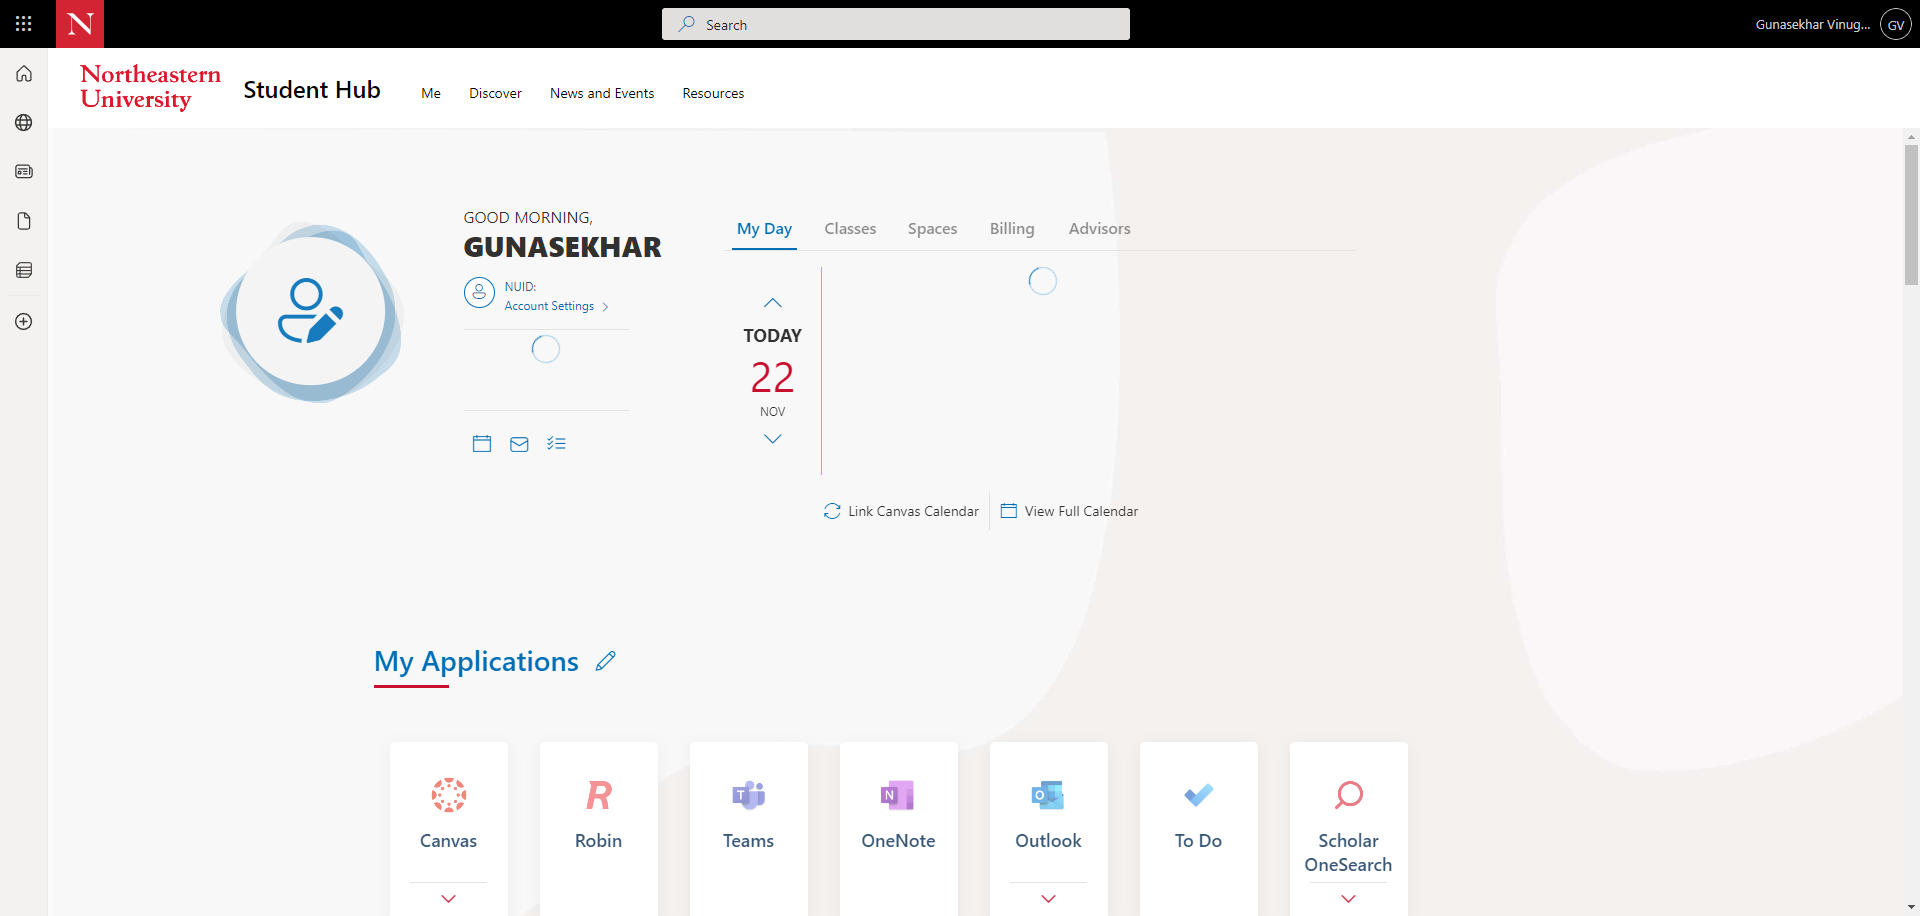 N
Search
Gunasekhar Vinug...
GV
Northeastern
University
Student Hub
Me
Discover
News and Events
Resources
GOOD MORNING,
GUNASEKHAR
NUID:
Account Settings
My Day
Classes
Spaces
Billing
Advisors
TODAY
22
NOV
Link Canvas Calendar
View Full Calendar
My Applications
Canvas
R
Robin
T
Teams
N
OneNote
O
Outlook
To Do
Scholar
OneSearch